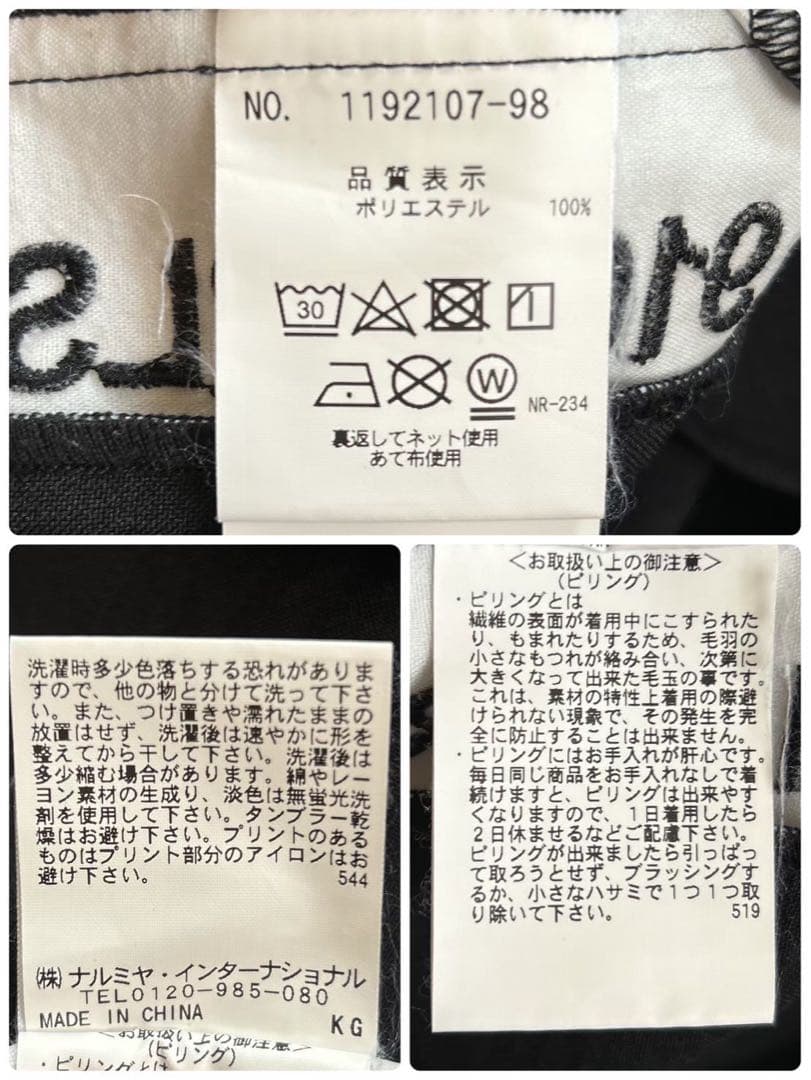 NO. 1192107-98
品質表示
ポリエステル 100%
30
W
NR-234
裏返してネット使用
あて布使用
洗濯時多少色落ちする恐れがありま
すので、他の物と分けて洗って下さ
い。また、つけ置きや濡れたままの
放置はせず、洗濯後は速やかに形を
整えてから干して下さい。洗濯後は
多少縮む場合があります。綿やレー
ヨン素材の生成り、淡色は無蛍光洗
剤を使用して下さい。タンブラー乾
燥はお避け下さい。プリントのある
ものはプリント部分のアイロンはお
避け下さい。 544
㈱ ナルミヤ・インターナショナル
TEL0120-985-080
MADE IN CHINA KG
＜お取扱い上の御注意＞
(ピリング)
・ピリングとは
＜お取扱い上の御注意＞
(ピリング)
・ピリングとは
繊維の表面が着用中にこすられた
り、もまれたりするため、毛羽の
小さなもつれが絡み合い、次第に
大きくなって出来た毛玉の事です。
これは、素材の特性上着用の際避
けられない現象で、その発生を完
全に防止することは出来ません。
・ピリングにはお手入れが肝心です。
毎日同じ商品をお手入れなしで着
続けますと、ピリングは出来やす
くなりますので、1日着用したら
2日休ませるなどご配慮下さい。
ピリングが出来ましたら引っぱっ
て取ろうとせず、ブラッシングす
るか、小さなハサミで1つ1つ取
り除いて下さい。 519